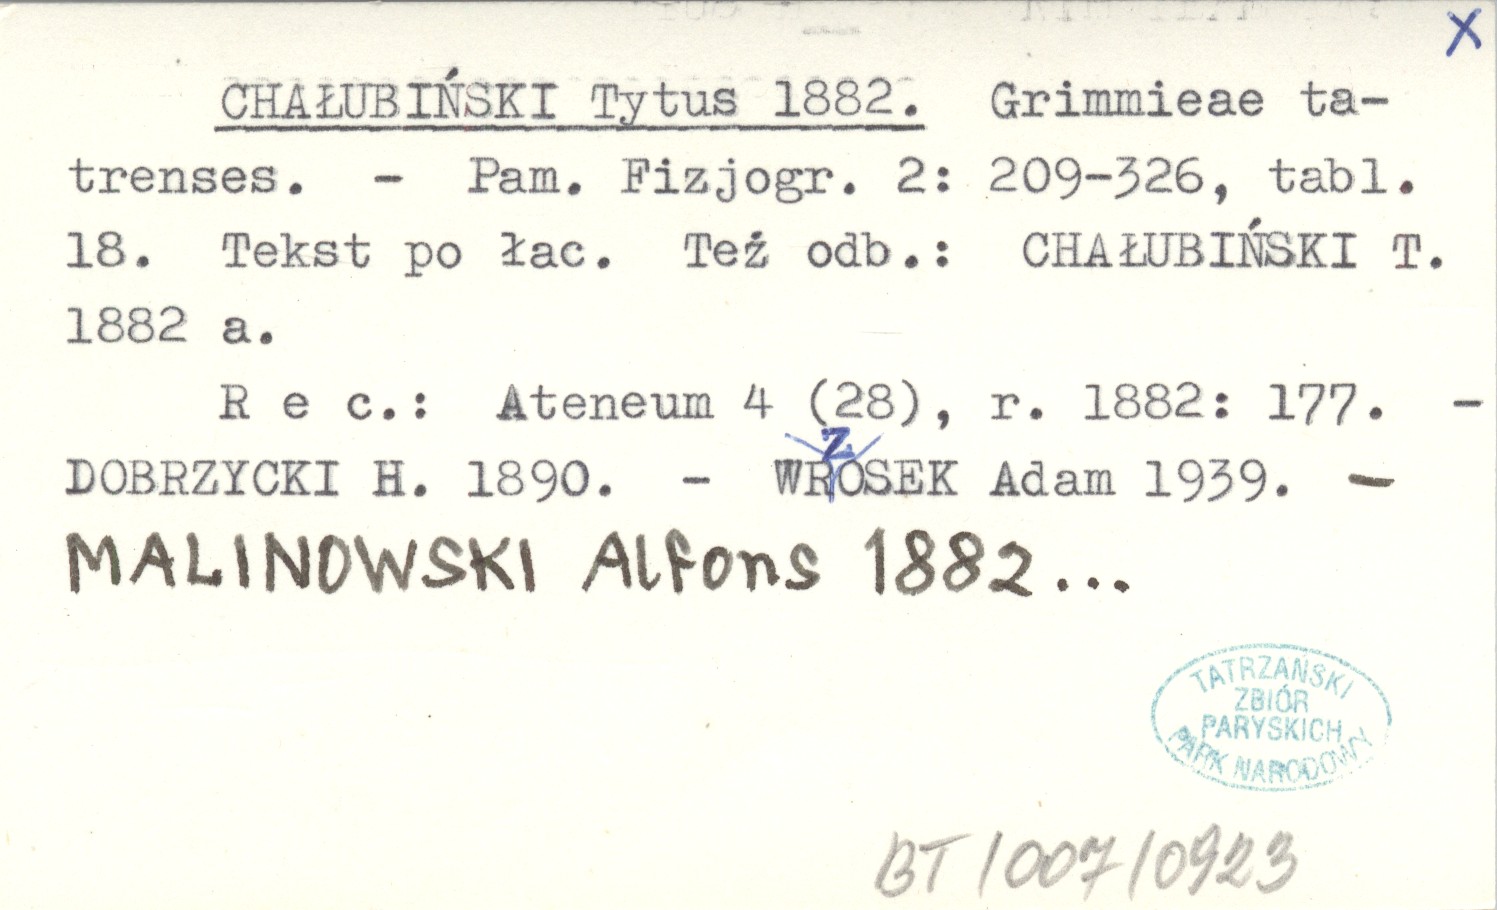 X
CHAŁUBIŃSKI Tytus 1882. Grimmieae ta-
trenses. - Pam. Fizjogr. 2: 209-326, tabl.
18. Tekst po łac. Też odb.: CHAŁUBIŃSKI T.
1882 a.
R e c.: Ateneum 4 (28), r. 1882: 177. -
Z
DOBRZYCKI H. 1890. - WRÓSEK Adam 1939. -
MALINOWSKI Alfons 1882...
TATRZAŃSKI
ZBIÓR
PARYSKICH
PARK NARODOWY
BT/007/0923